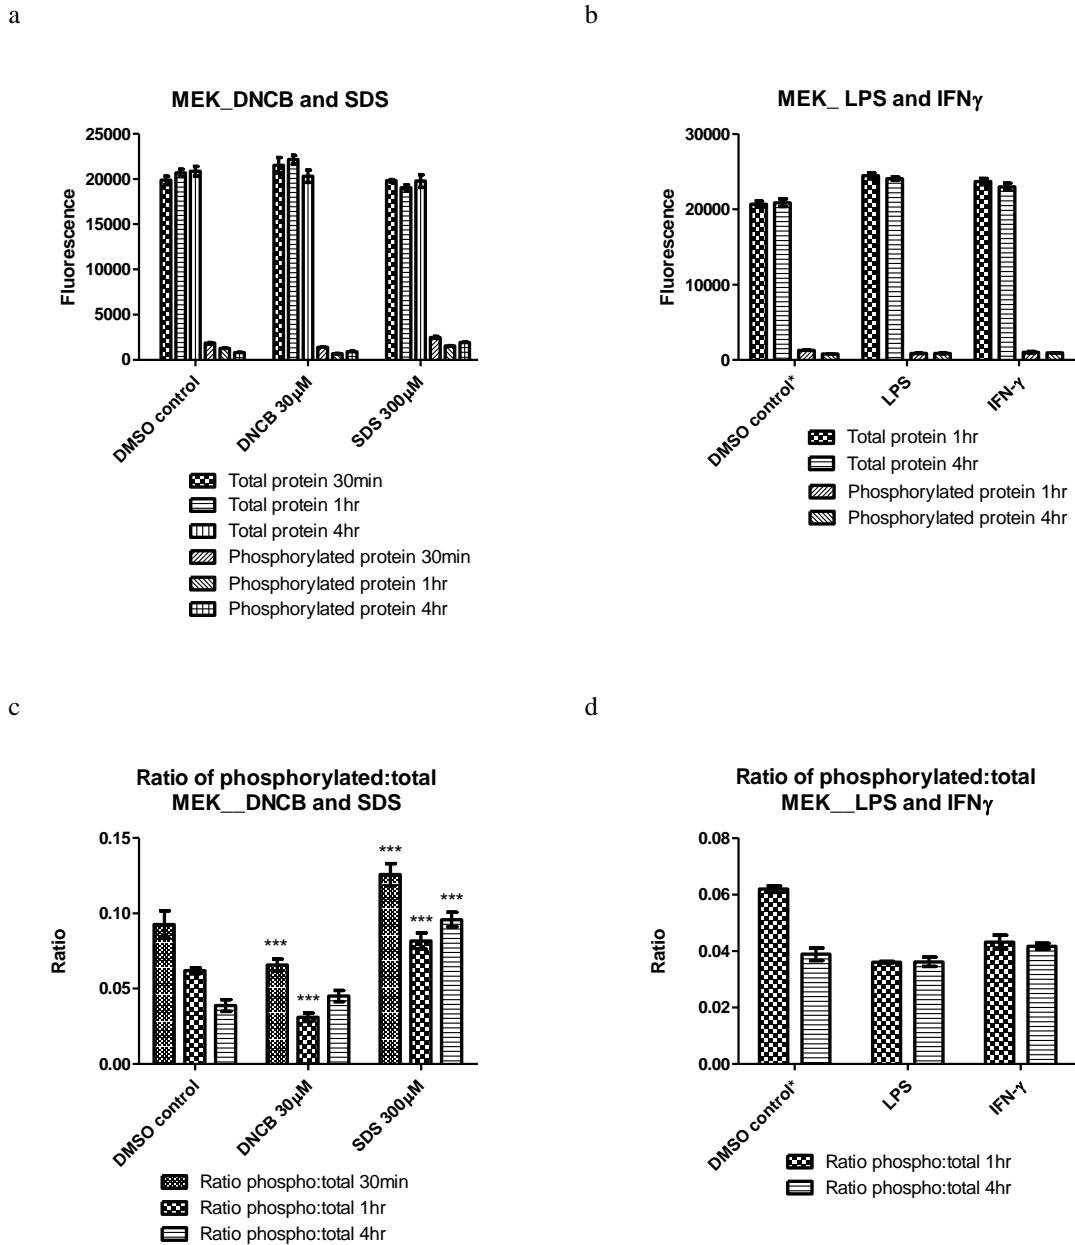 a
MEK_DNCB and SDS
25000
20000
15000
10000
5000
0
Fluorescence
DMSO control
DNCB 30µM
SDS 300µM
Total protein 30min
Total protein 1hr
Total protein 4hr
Phosphorylated protein 30min
Phosphorylated protein 1hr
Phosphorylated protein 4hr
b
MEK_ LPS and IFNγ
30000
20000
10000
0
Fluorescence
DMSO control*
LPS
IFN-γ
Total protein 1hr
Total protein 4hr
Phosphorylated protein 1hr
Phosphorylated protein 4hr
c
Ratio of phosphorylated:total
MEK__DNCB and SDS
0.15
0.10
0.05
0.00
Ratio
***
***
***
***
***
DMSO control
DNCB 30µM
SDS 300µM
Ratio phospho:total 30min
Ratio phospho:total 1hr
Ratio phospho:total 4hr
d
Ratio of phosphorylated:total
MEK__LPS and IFNγ
0.08
0.06
0.04
0.02
0.00
Ratio
DMSO control*
LPS
IFN-γ
Ratio phospho:total 1hr
Ratio phospho:total 4hr